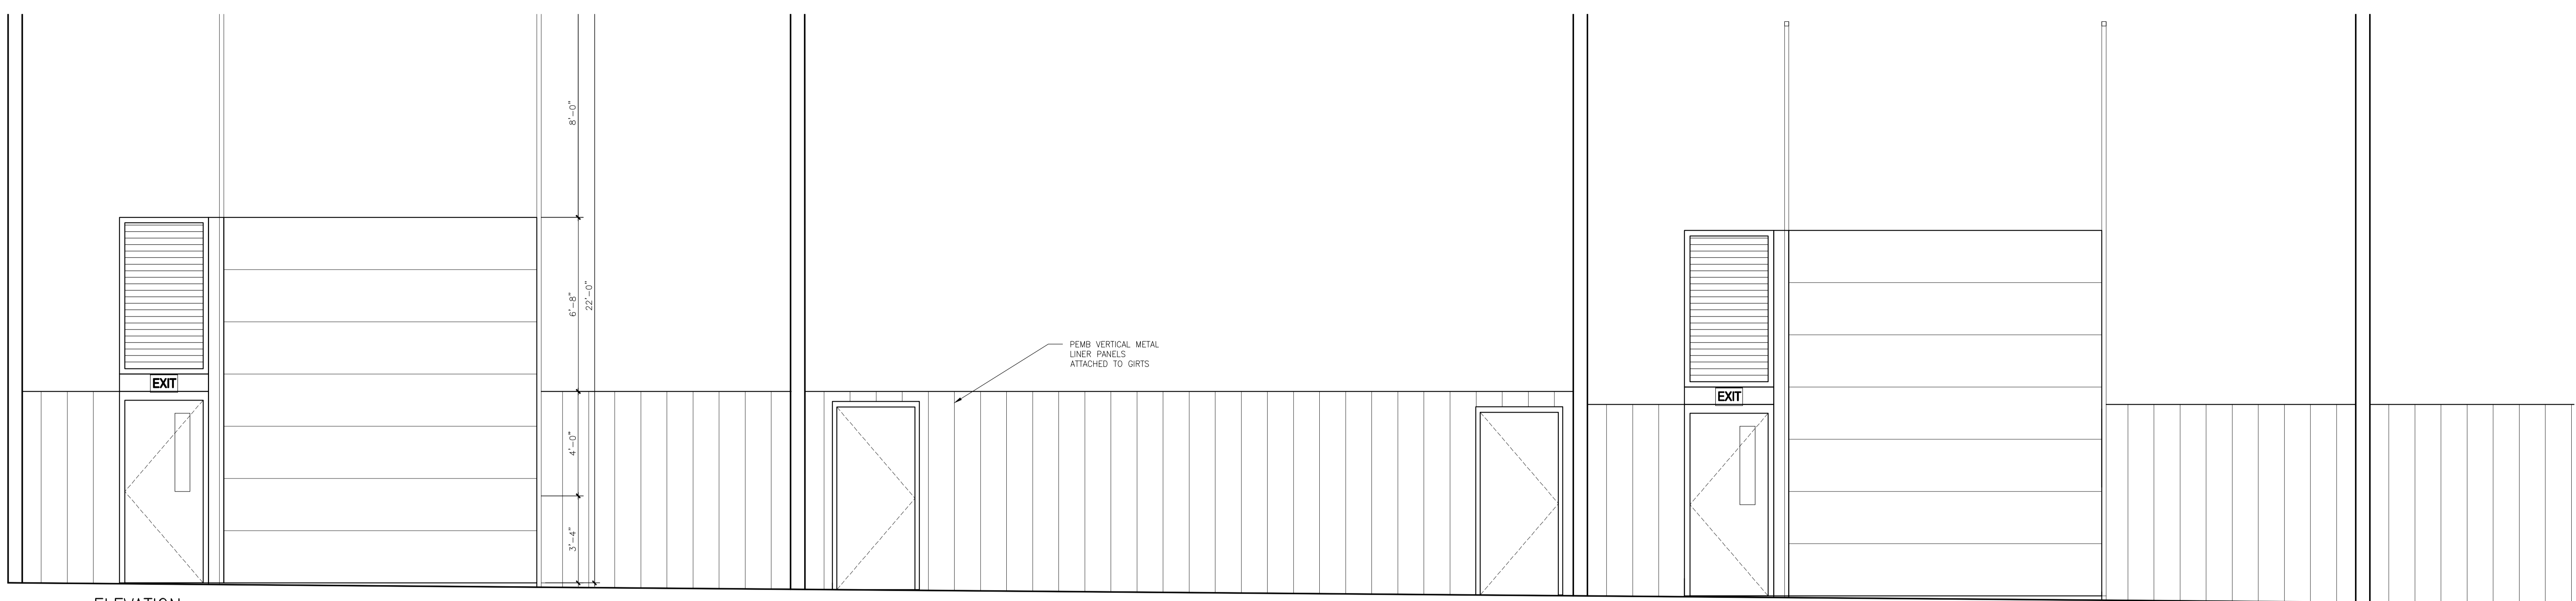 8'-0"
6'-8"
22'-0"
EXIT
PEMB VERTICAL METAL
LINER PANELS
ATTACHED TO GIRTS
EXIT
4'-0"
3'-4"
ELEVATION